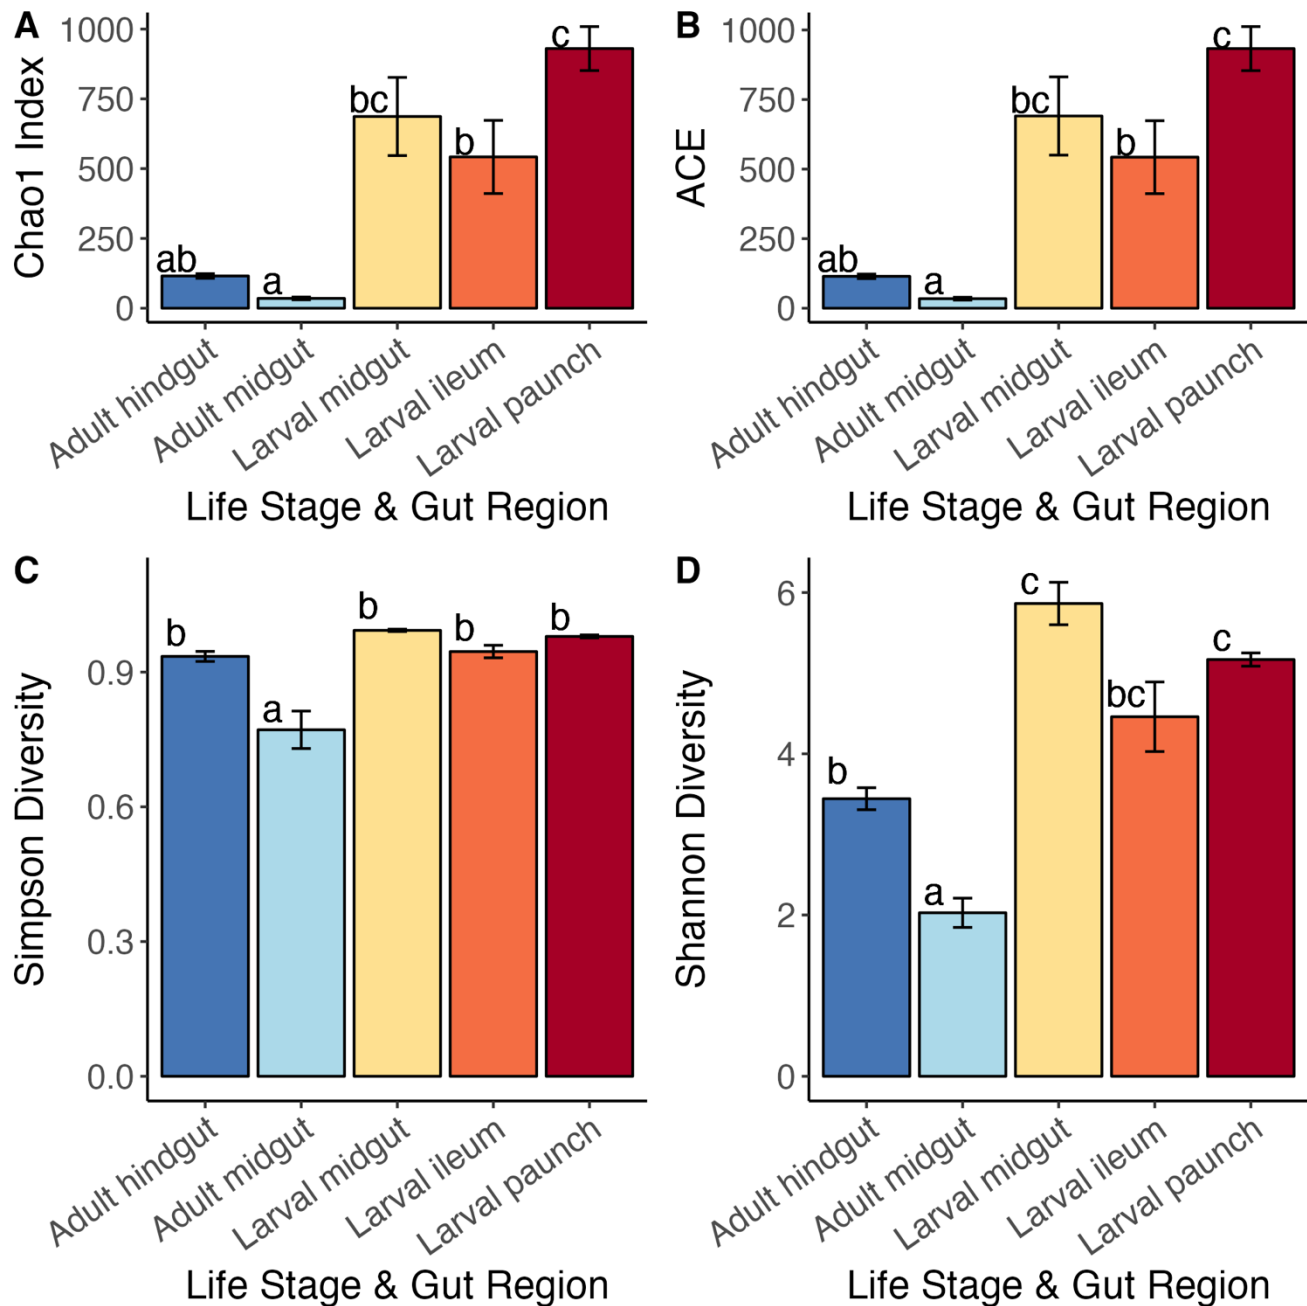 A
Chao1 Index
1000
750
500
250
0
ab
a
bc
b
c
Adult hindgut
Adult midgut
Larval midgut
Larval ileum
Larval paunch
Life Stage & Gut Region
B
ACE
1000
750
500
250
0
ab
a
bc
b
c
Adult hindgut
Adult midgut
Larval midgut
Larval ileum
Larval paunch
Life Stage & Gut Region
C
Simpson Diversity
0.9
0.6
0.3
0.0
b
a
b
b
b
Adult hindgut
Adult midgut
Larval midgut
Larval ileum
Larval paunch
Life Stage & Gut Region
D
Shannon Diversity
6
4
2
0
b
a
c
bc
c
Adult hindgut
Adult midgut
Larval midgut
Larval ileum
Larval paunch
Life Stage & Gut Region